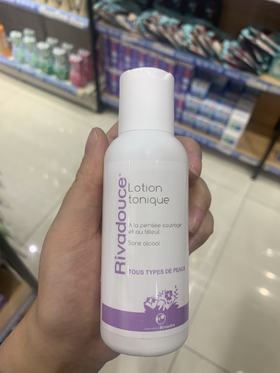 Rivadouce®
Lotion
tonique
A la pensée sauvage
et au tilleul
Sans alcool
TOUS TYPES DE PEAUX